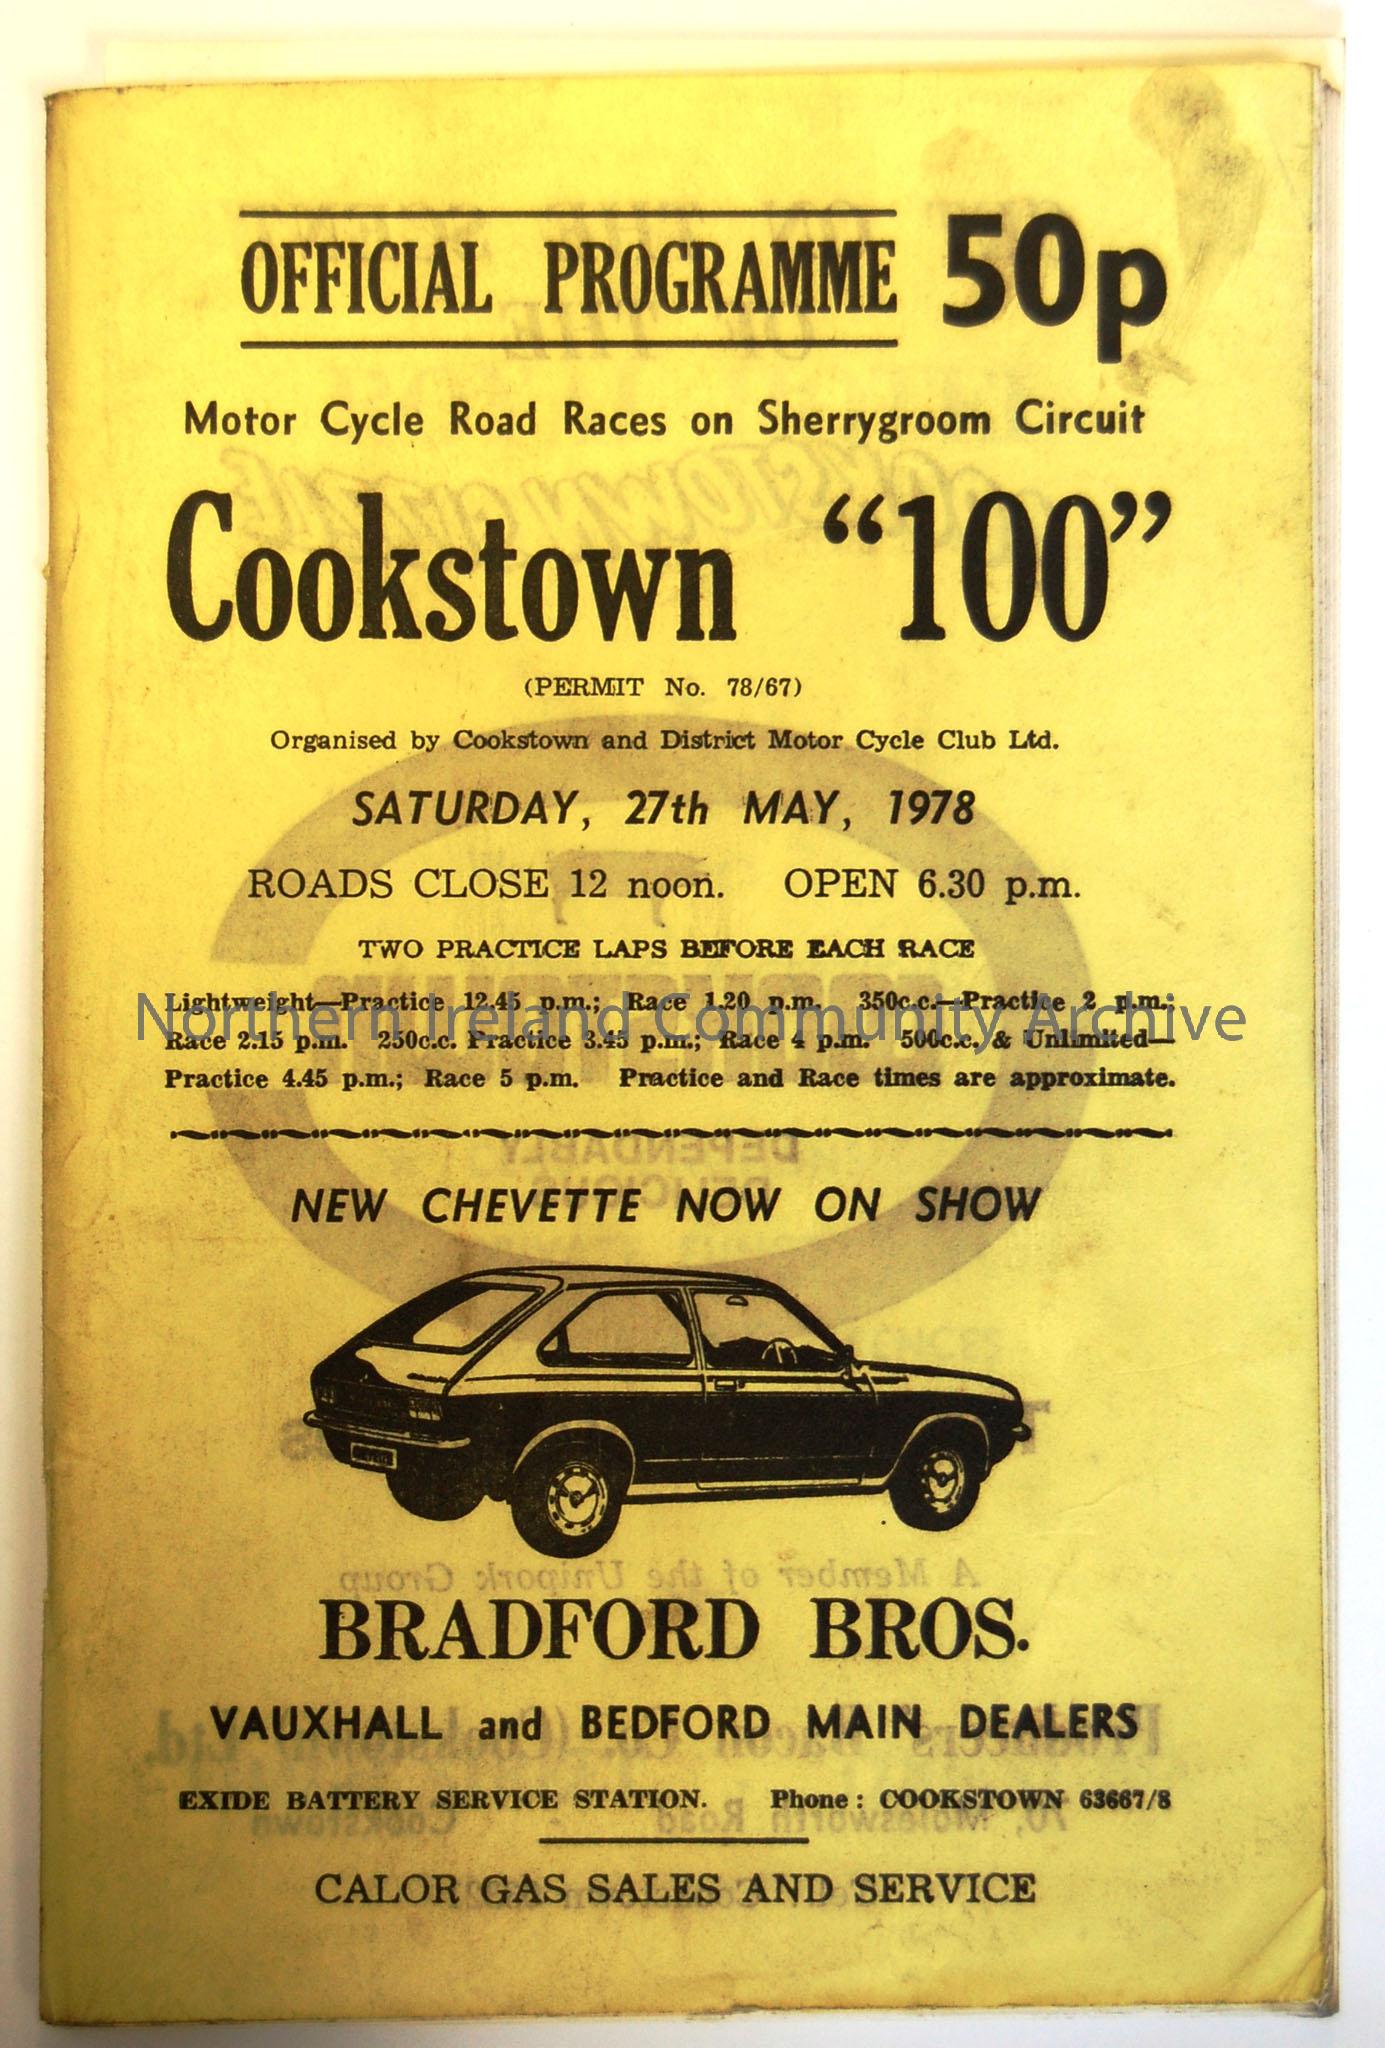 OFFICIAL PROGRAMME 50p
Motor Cycle Road Races on Sherrygroom Circuit
Cookstown “100”
(PERMIT No. 78/67)
Organised by Cookstown and District Motor Cycle Club Ltd.
SATURDAY, 27th MAY, 1978
ROADS CLOSE 12 noon. OPEN 6.30 p.m.
TWO PRACTICE LAPS BEFORE EACH RACE
Lightweight—Practice 12.45 p.m.; Race 1.20 p.m. 350c.c.—Practice 2 p.m.;
Northern Ireland Community Archive
Race 2.15 p.m. 250c.c. Practice 3.45 p.m.; Race 4 p.m. 500c.c. & Unlimited—
Practice 4.45 p.m.; Race 5 p.m. Practice and Race times are approximate.
NEW CHEVETTE NOW ON SHOW
BRADFORD BROS.
VAUXHALL and BEDFORD MAIN DEALERS
EXIDE BATTERY SERVICE STATION. Phone: COOKSTOWN 63667/8
CALOR GAS SALES AND SERVICE